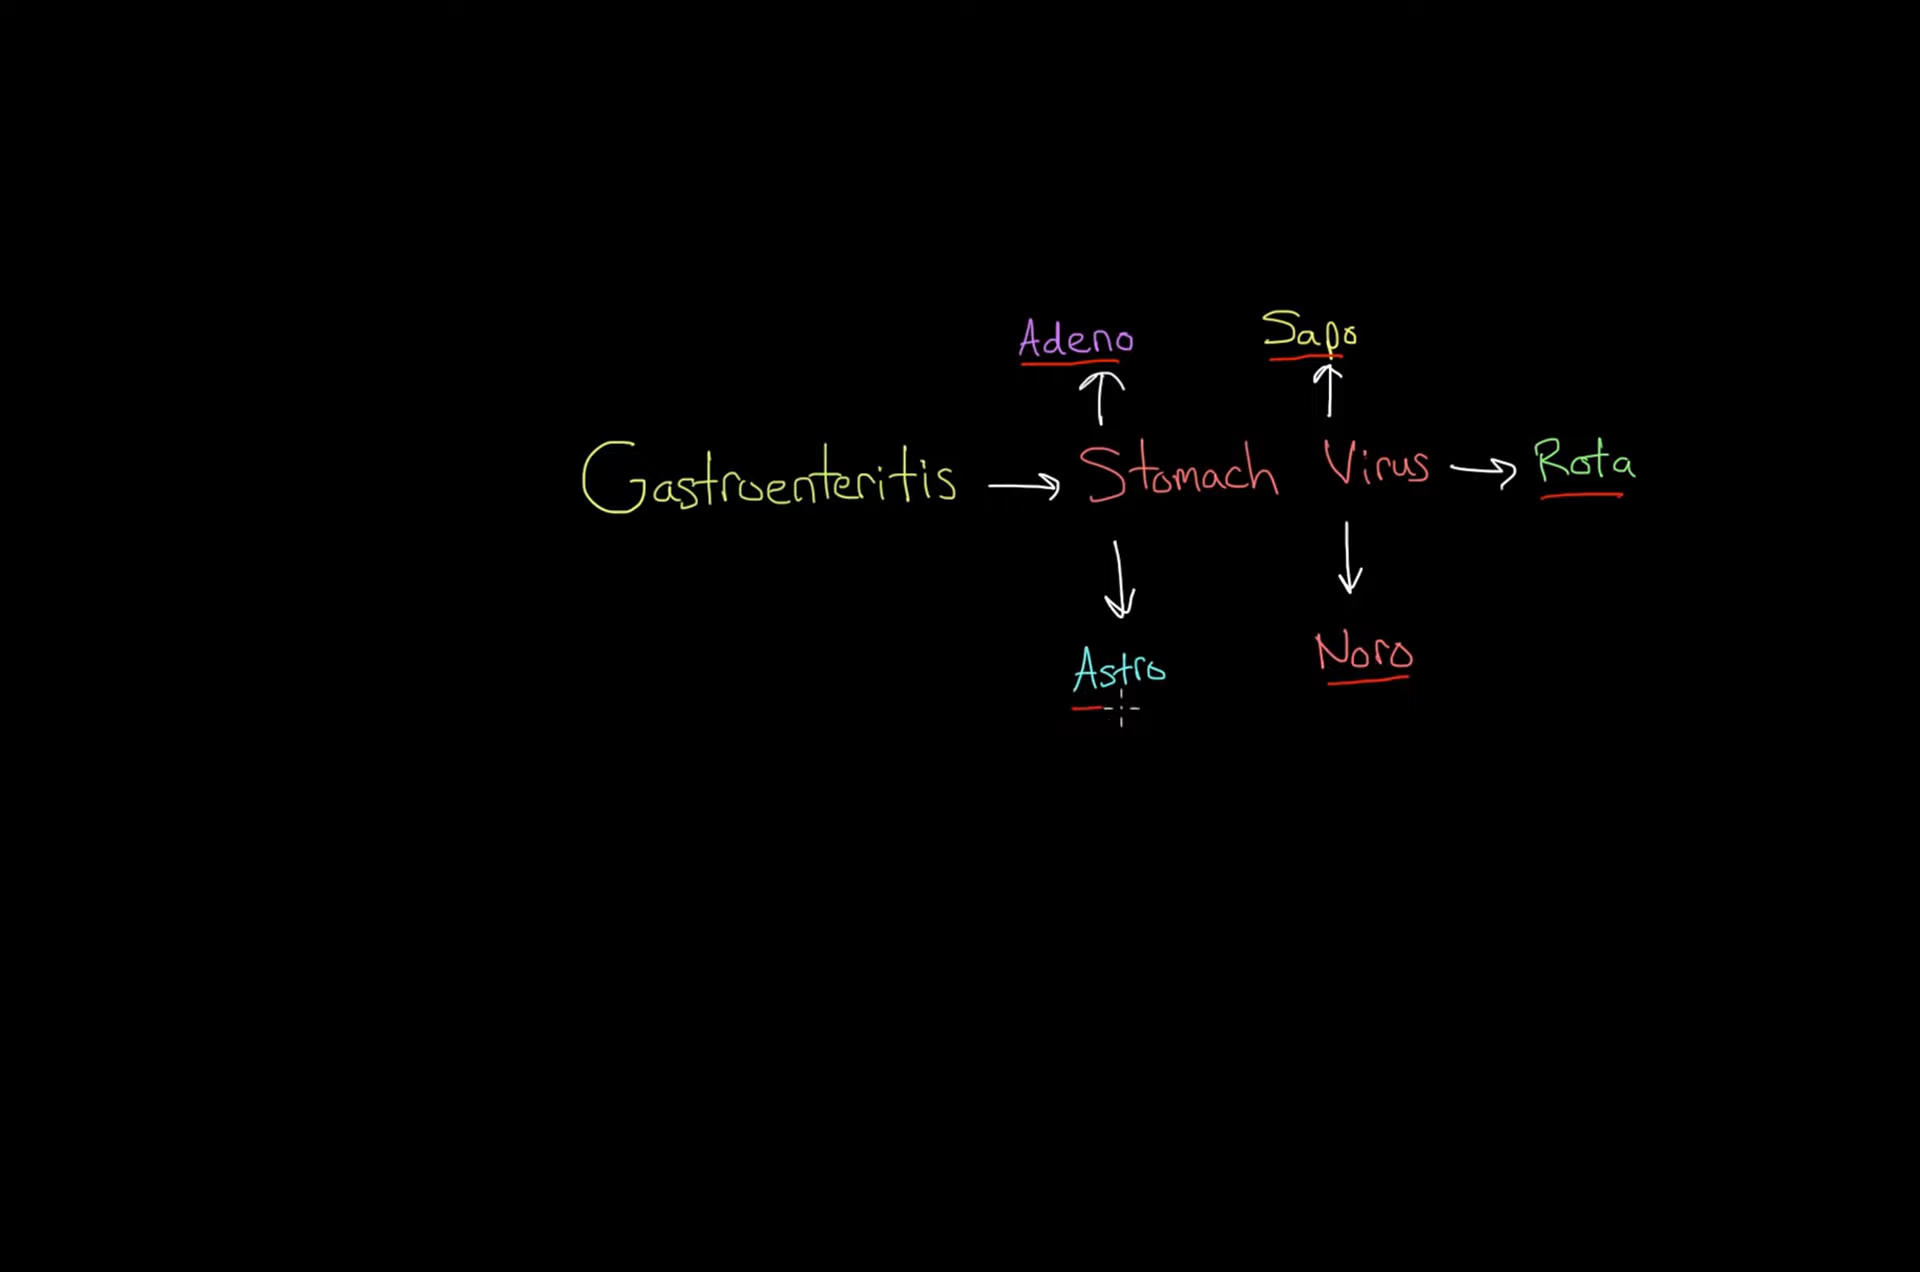 Adeno
Sapo
Gastroenteritis → Stomach Virus → Rota
Astro
Noro